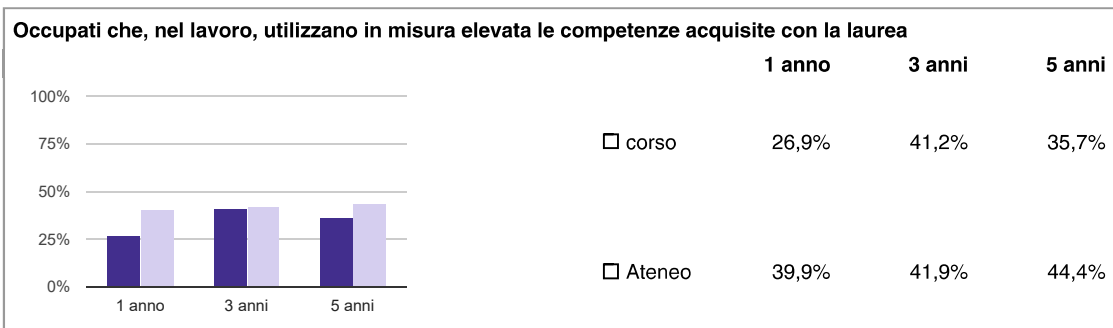 Occupati che, nel lavoro, utilizzano in misura elevata le competenze acquisite con la laurea
1 anno 3 anni 5 anni
100%
75%
50%
25%
0%
1 anno 3 anni 5 anni
corso 26,9% 41,2% 35,7%
Ateneo 39,9% 41,9% 44,4%